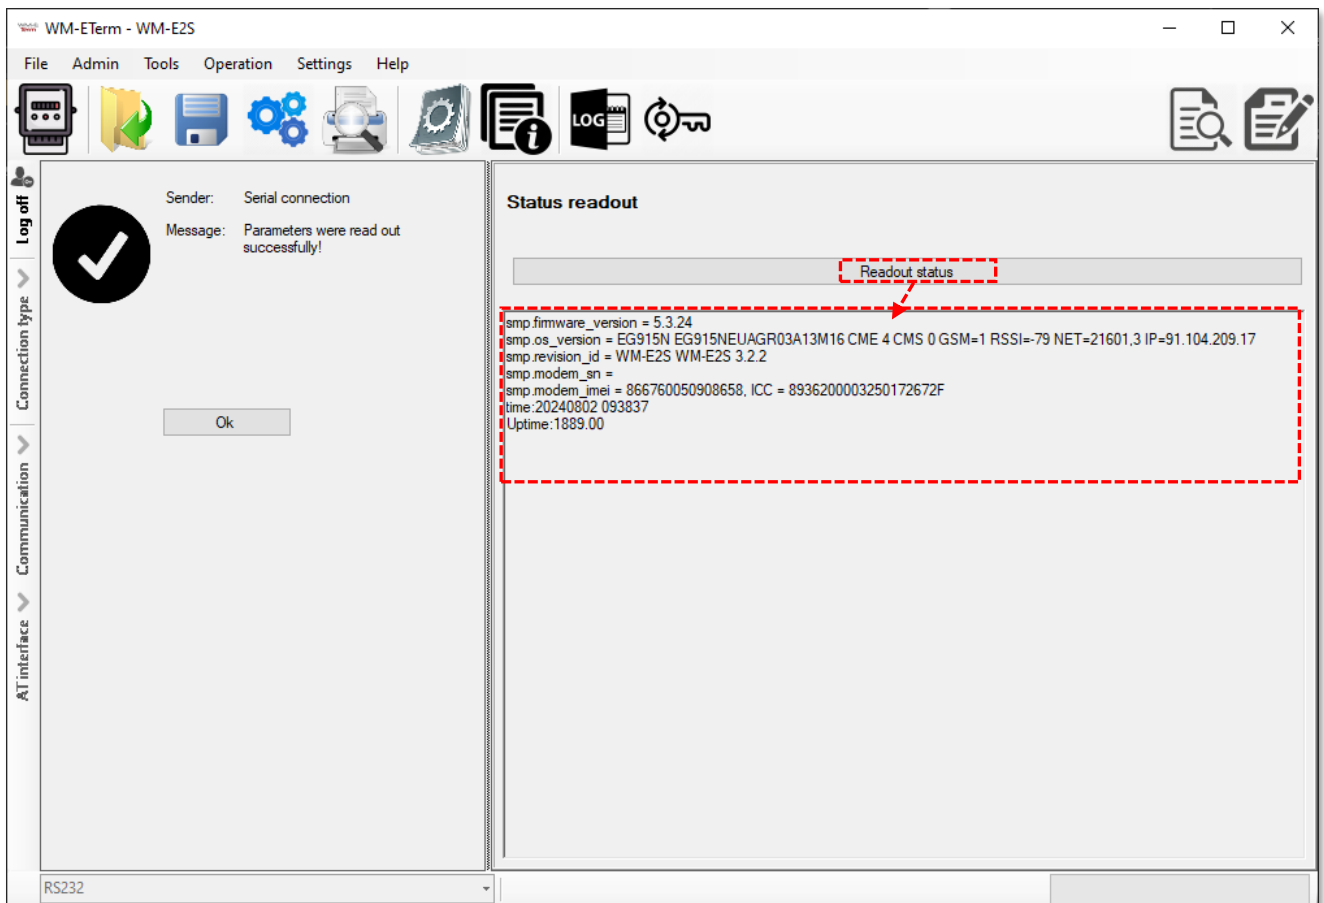 WM-ETerm - WM-E2S
File Admin Tools Operation Settings Help
LOG
Log off
Connection type
Communication
AT interface
Sender: Serial connection
Message: Parameters were read out
successfully!
Ok
Status readout
Readout status
smp.firmware_version = 5.3.24
smp.os_version = EG915N EG915NEUAGR03A13M16 CME 4 CMS 0 GSM=1 RSSI=-79 NET=21601,3 IP=91.104.209.17
smp.revision_id = WM-E2S WM-E2S 3.2.2
smp.modem_sn =
smp.modem_imei = 866760050908658, ICC = 8936200003250172672F
time:20240802 093837
Uptime:1889.00
RS232